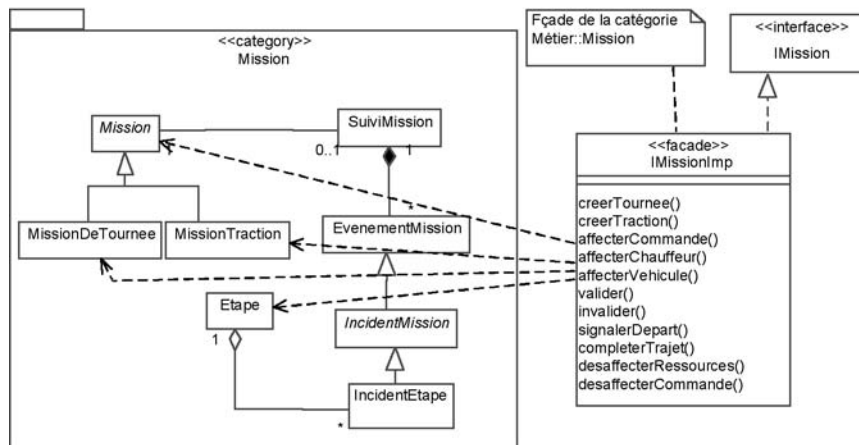 <<category>>
Mission
Fçade de la catégorie
Métier::Mission
<<interface>>
IMission
Mission
1
SuiviMission
0..1
1
MissionDeTournee
MissionTraction
*
EvenementMission
<<facade>>
IMissionImp
creerTournee()
creerTraction()
affecterCommande()
affecterChauffeur()
affecterVehicule()
valider()
invalider()
signalerDepart()
completerTrajet()
desaffecterRessources()
desaffecterCommande()
Etape
1
IncidentMission
IncidentEtape
*